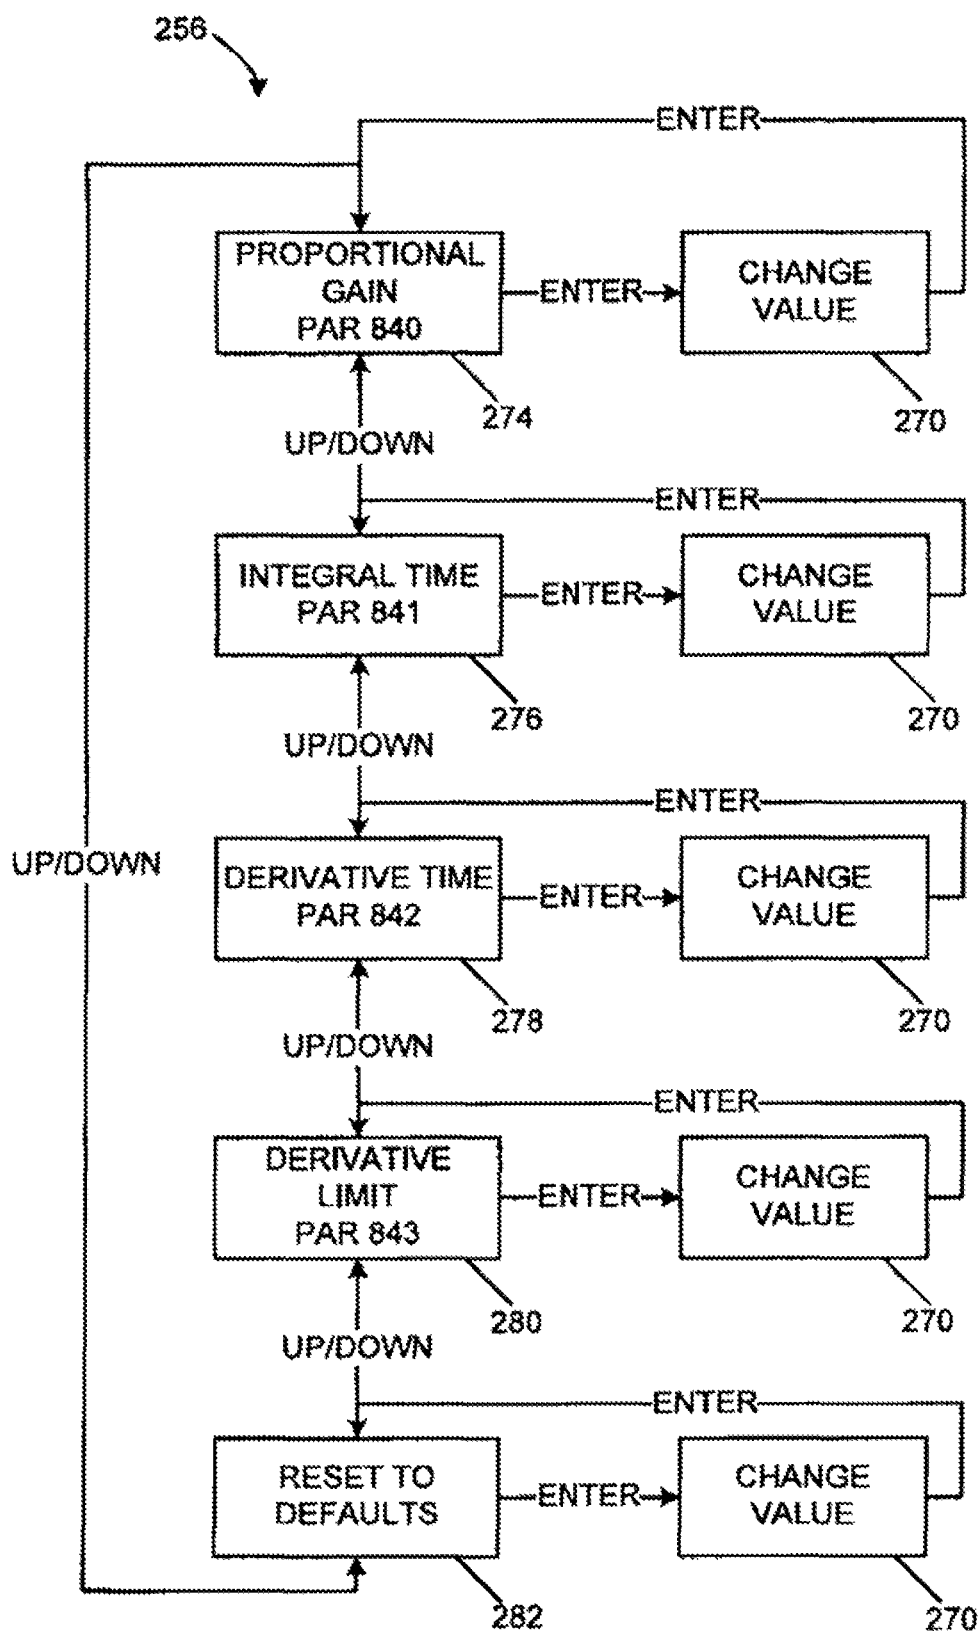 256
ENTER
PROPORTIONAL
GAIN
PAR 840
ENTER
CHANGE
VALUE
274
270
UP/DOWN
ENTER
INTEGRAL TIME
PAR 841
ENTER
CHANGE
VALUE
276
270
UP/DOWN
ENTER
UP/DOWN
DERIVATIVE TIME
PAR 842
ENTER
CHANGE
VALUE
278
270
UP/DOWN
ENTER
DERIVATIVE
LIMIT
PAR 843
ENTER
CHANGE
VALUE
280
270
UP/DOWN
ENTER
RESET TO
DEFAULTS
ENTER
CHANGE
VALUE
282
270